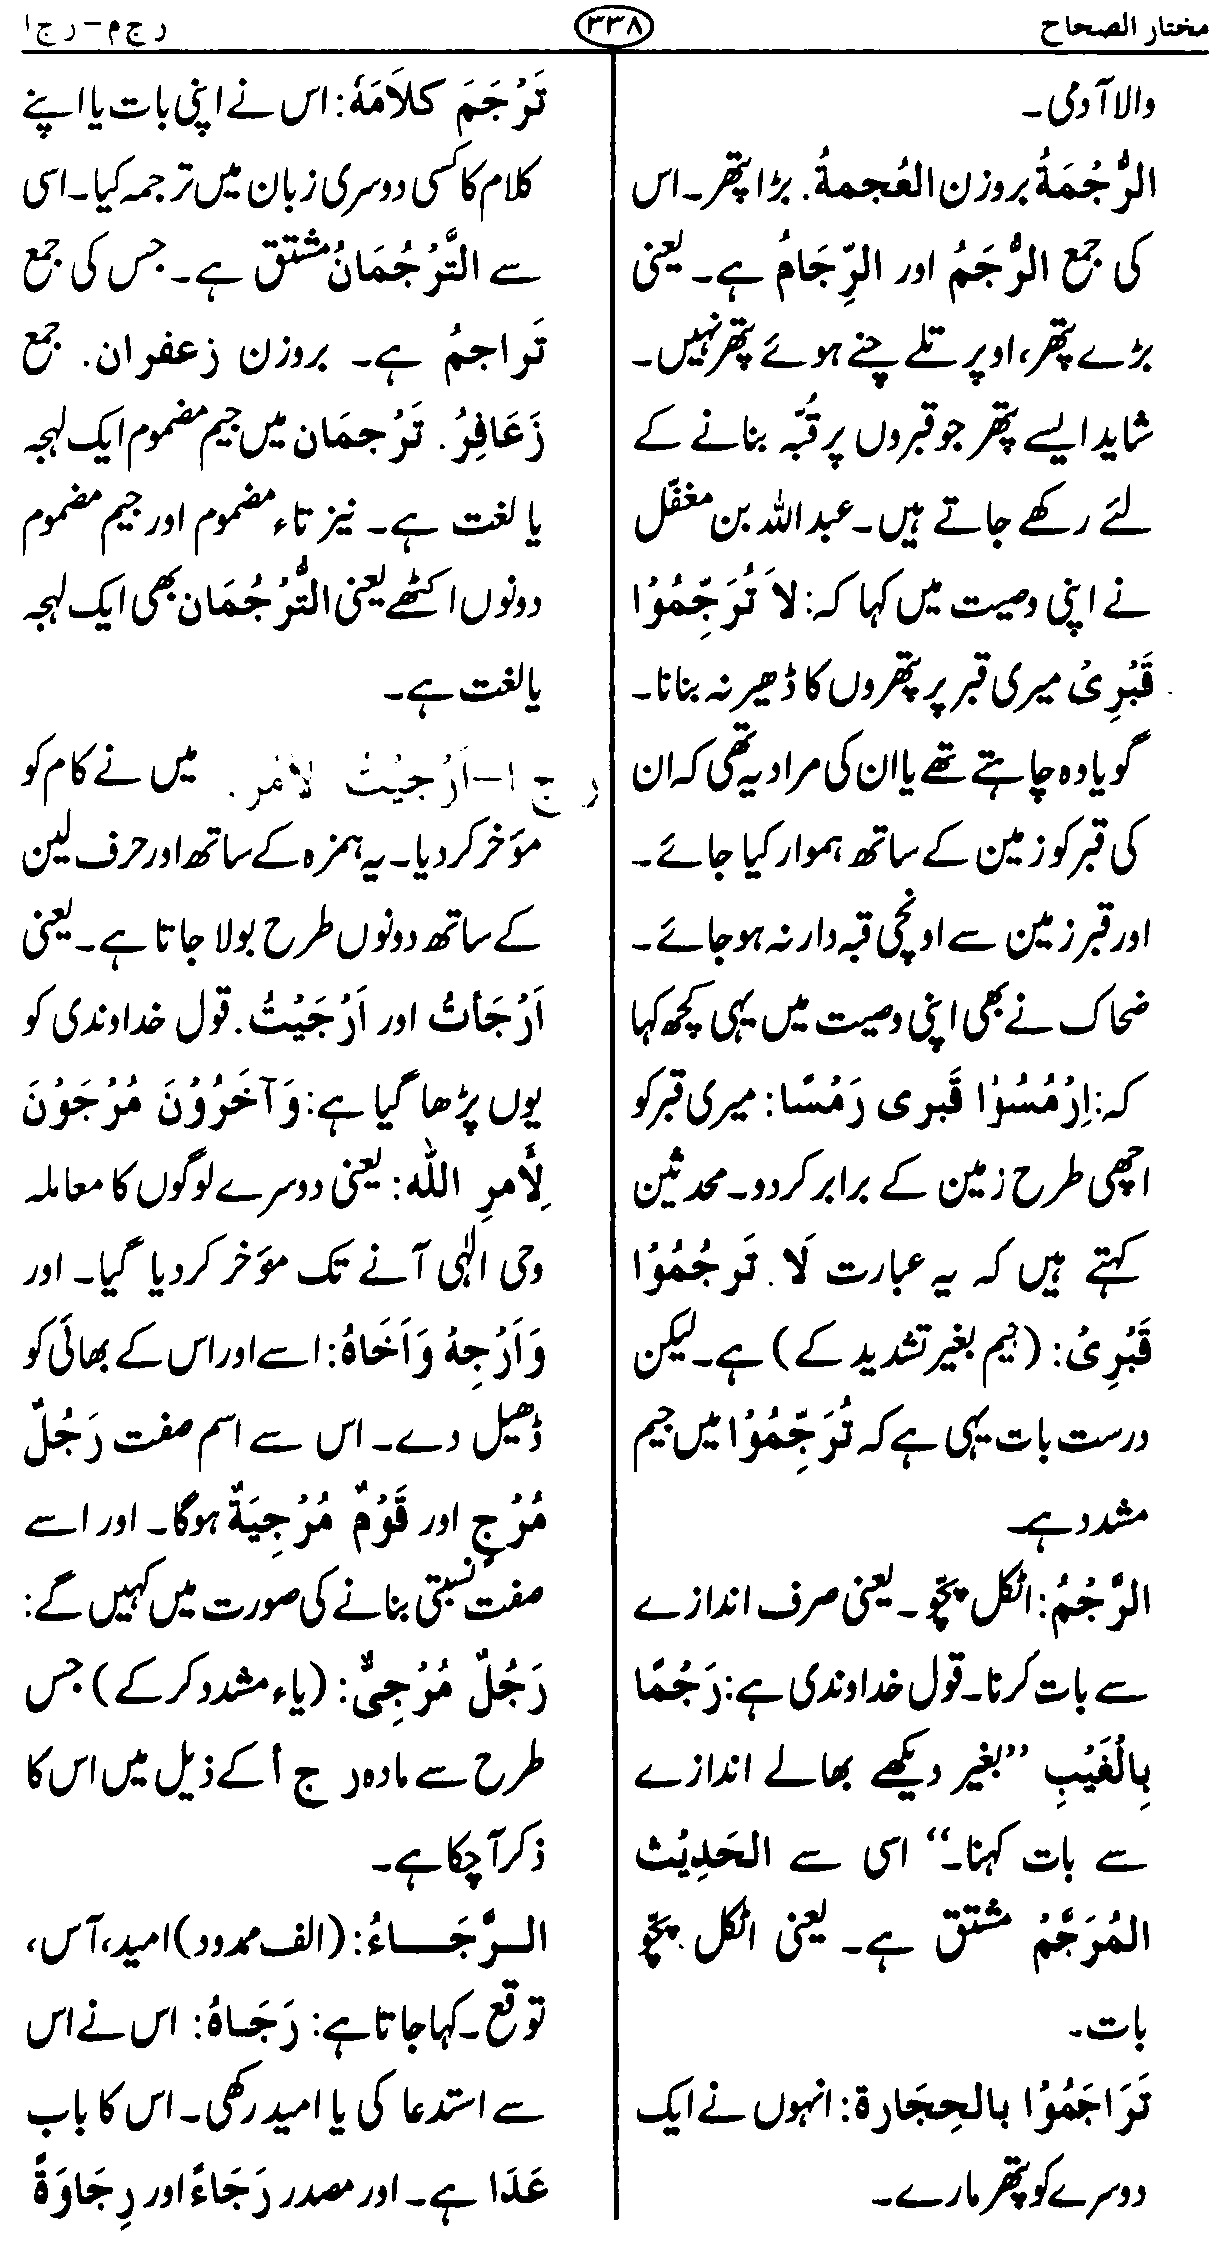 مختار الصحاح
۳۳۸
ر ج م – ر ج ا
والا آدمی۔
الرُّجْمَةُ بروزن العُجمةُ. بڑا پتھر۔ اس
کی جمع الرُّجَمُ اور الرِّجَامُ ہے۔ یعنی
بڑے پتھر، اوپر تلے چنے ہوئے پتھر نہیں۔
شاید ایسے پتھر جو قبروں پر قُبّہ بنانے کے
لئے رکھے جاتے ہیں۔ عبداللہ بن مغفّل
نے اپنی وصیت میں کہا کہ: لاَ تُرَجِّمُوْا
قَبْرِیْ میری قبر پر پتھروں کا ڈھیر نہ بنانا۔
گویا وہ چاہتے تھے یا ان کی مراد یہ تھی کہ ان
کی قبر کو زمین کے ساتھ ہموار کیا جائے۔
اور قبر زمین سے اونچی قبہ دار نہ ہو جائے۔
ضحاک نے بھی اپنی وصیت میں یہی کچھ کہا
کہ: اِرْمُسُوْا قَبری رَمْسًا: میری قبر کو
اچھی طرح زمین کے برابر کر دو۔ محدثین
کہتے ہیں کہ یہ عبارت لَا تَرجُمُوْا
قَبْرِیْ: (جیم بغیر تشدید کے) ہے۔ لیکن
درست بات یہی ہے کہ تُرَجِّمُوْا میں جیم
مشدد ہے۔
الرَّجْمُ: اٹکل پچّو۔ یعنی صرف اندازے
سے بات کرنا۔ قول خداوندی ہے: رَجْمًا
بِالْغَیْبِ ”بغیر دیکھے بھالے اندازے
سے بات کہنا۔“ اسی سے الحَدِیْث
المُرَجَّمُ مشتق ہے۔ یعنی اٹکل پچّو
بات۔
تَرَاجَمُوْا بالحِجَارة: انہوں نے ایک
دوسرے کو پتھر مارے۔
تَرْجَمَ کلاَمَهُ: اس نے اپنی بات یا اپنے
کلام کا کسی دوسری زبان میں ترجمہ کیا۔ اسی
سے التَّرْجُمَانُ مشتق ہے۔ جس کی جمع
تَراجمُ ہے۔ بروزن زعفران. جمع
زَعَافِرُ. تَرْجمَان میں جیم مضموم ایک لہجہ
یا لغت ہے۔ نیز تاء مضموم اور جیم مضموم
دونوں اکٹھے یعنی التُّرْجُمَان بھی ایک لہجہ
یا لغت ہے۔
ر ج ا – اَرْجَیْتُ لامْر. میں نے کام کو
مؤخر کر دیا۔ یہ ہمزہ کے ساتھ اور حرف لین
کے ساتھ دونوں طرح بولا جاتا ہے۔ یعنی
اَرْجَأتُ اور اَرْجَیْتُ. قول خداوندی کو
یوں پڑھا گیا ہے: وَآخَرُوْنَ مُرْجَوْنَ
لِأَمرِ اللّٰه: یعنی دوسرے لوگوں کا معاملہ
وحی الٰہی آنے تک مؤخر کر دیا گیا۔ اور
وَاَرْجِهْ وَاَخَاهُ: اسے اور اس کے بھائی کو
ڈھیل دے۔ اس سے اسم صفت رَجُلٌ
مُرْجٍ اور قَوْمٌ مُرْجِیَةٌ ہوگا۔ اور اسے
صفت نسبتی بنانے کی صورت میں کہیں گے:
رَجُلٌ مُرْجِیٌّ: (یاء مشدد کر کے) جس
طرح سے مادہ ر ج أ کے ذیل میں اس کا
ذکر آ چکا ہے۔
الـرَّجَـــاءُ: (الف ممدود) امید، آس،
توقع۔ کہا جاتا ہے: رَجَاهُ: اس نے اس
سے استدعا کی یا امید رکھی۔ اس کا باب
عَدَا ہے۔ اور مصدر رَجَاءً اور رِجَاوَةً